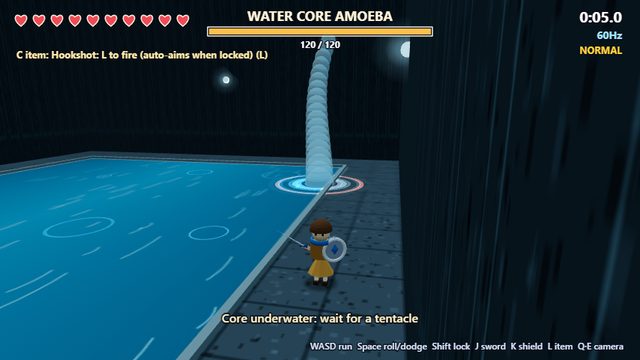 WATER CORE AMOEBA
120 / 120
0:05.0
60Hz
NORMAL
C item: Hookshot: L to fire (auto-aims when locked) (L)
Core underwater: wait for a tentacle
WASD run Space roll/dodge Shift lock J sword K shield L item Q-E camera